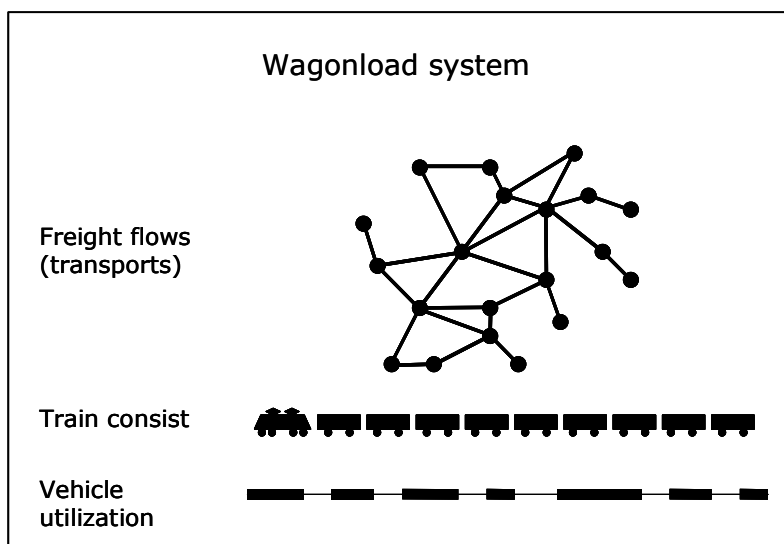 Wagonload system
Freight flows
(transports)
Train consist
Vehicle
utilization